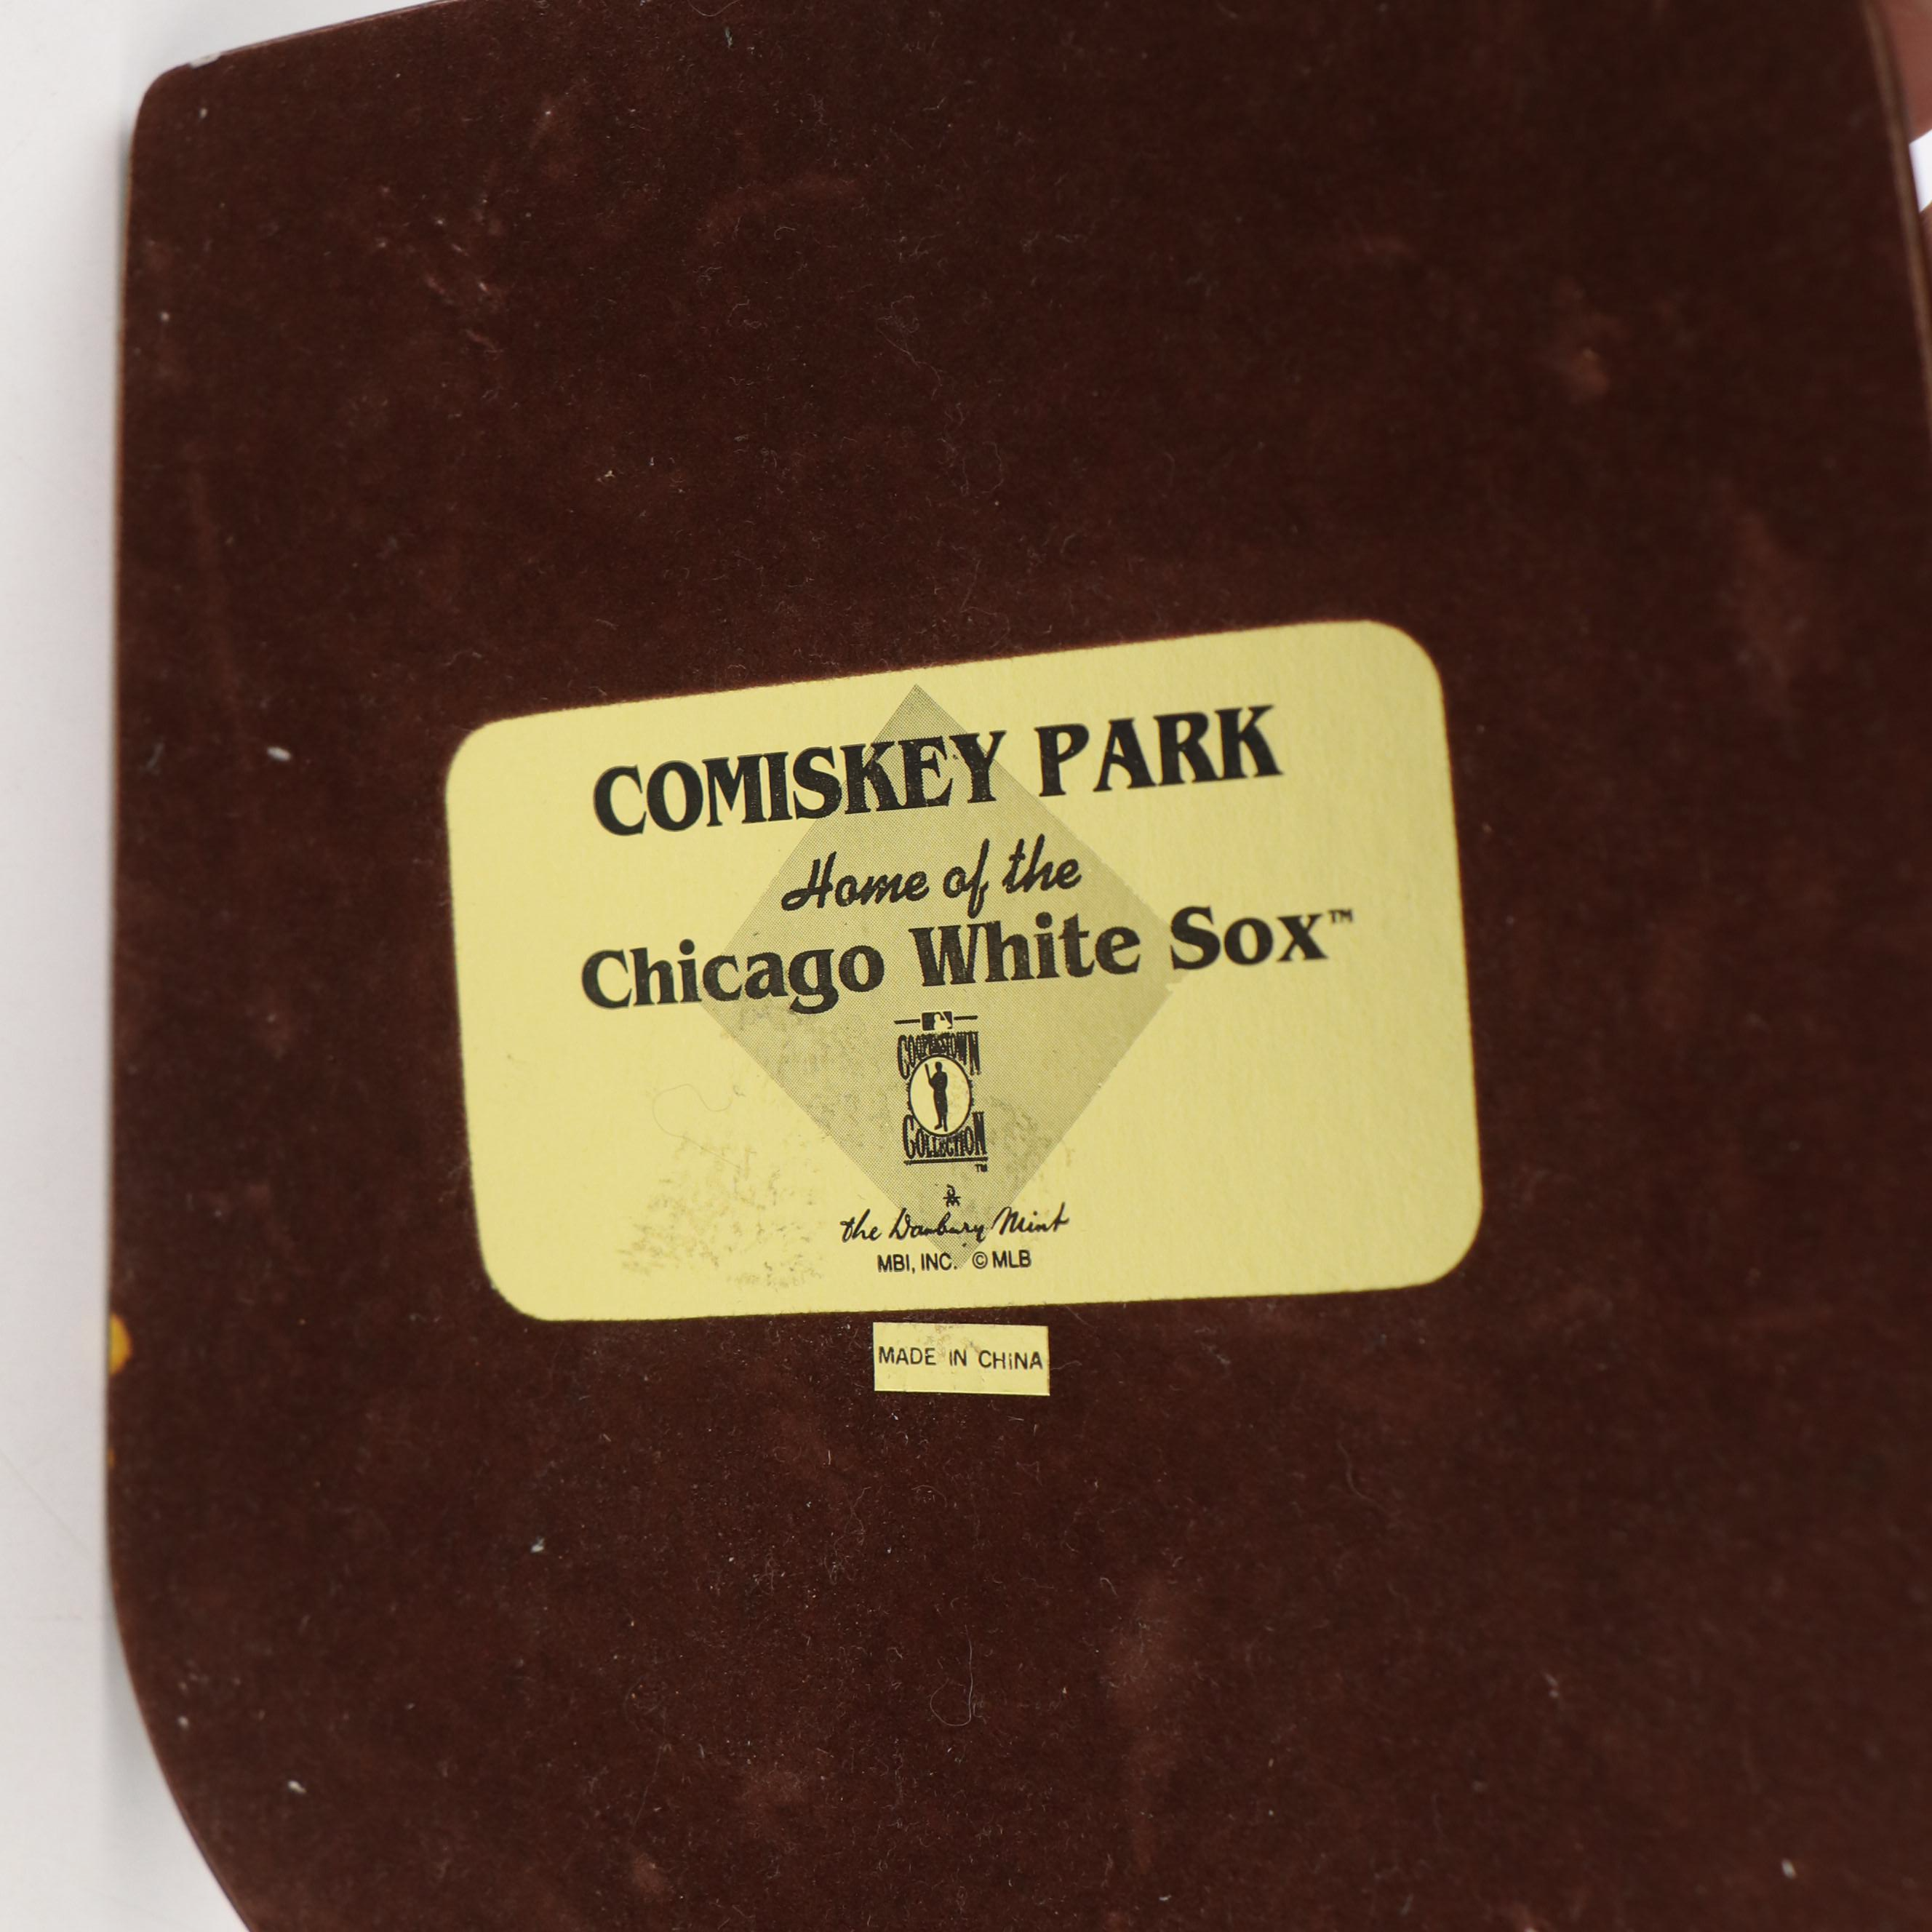 COMISKEY PARK
Home of the
Chicago White Sox™
COOPERSTOWN
COLLECTION
™
the Danbury Mint
MBI, INC. © MLB
MADE IN CHiNA